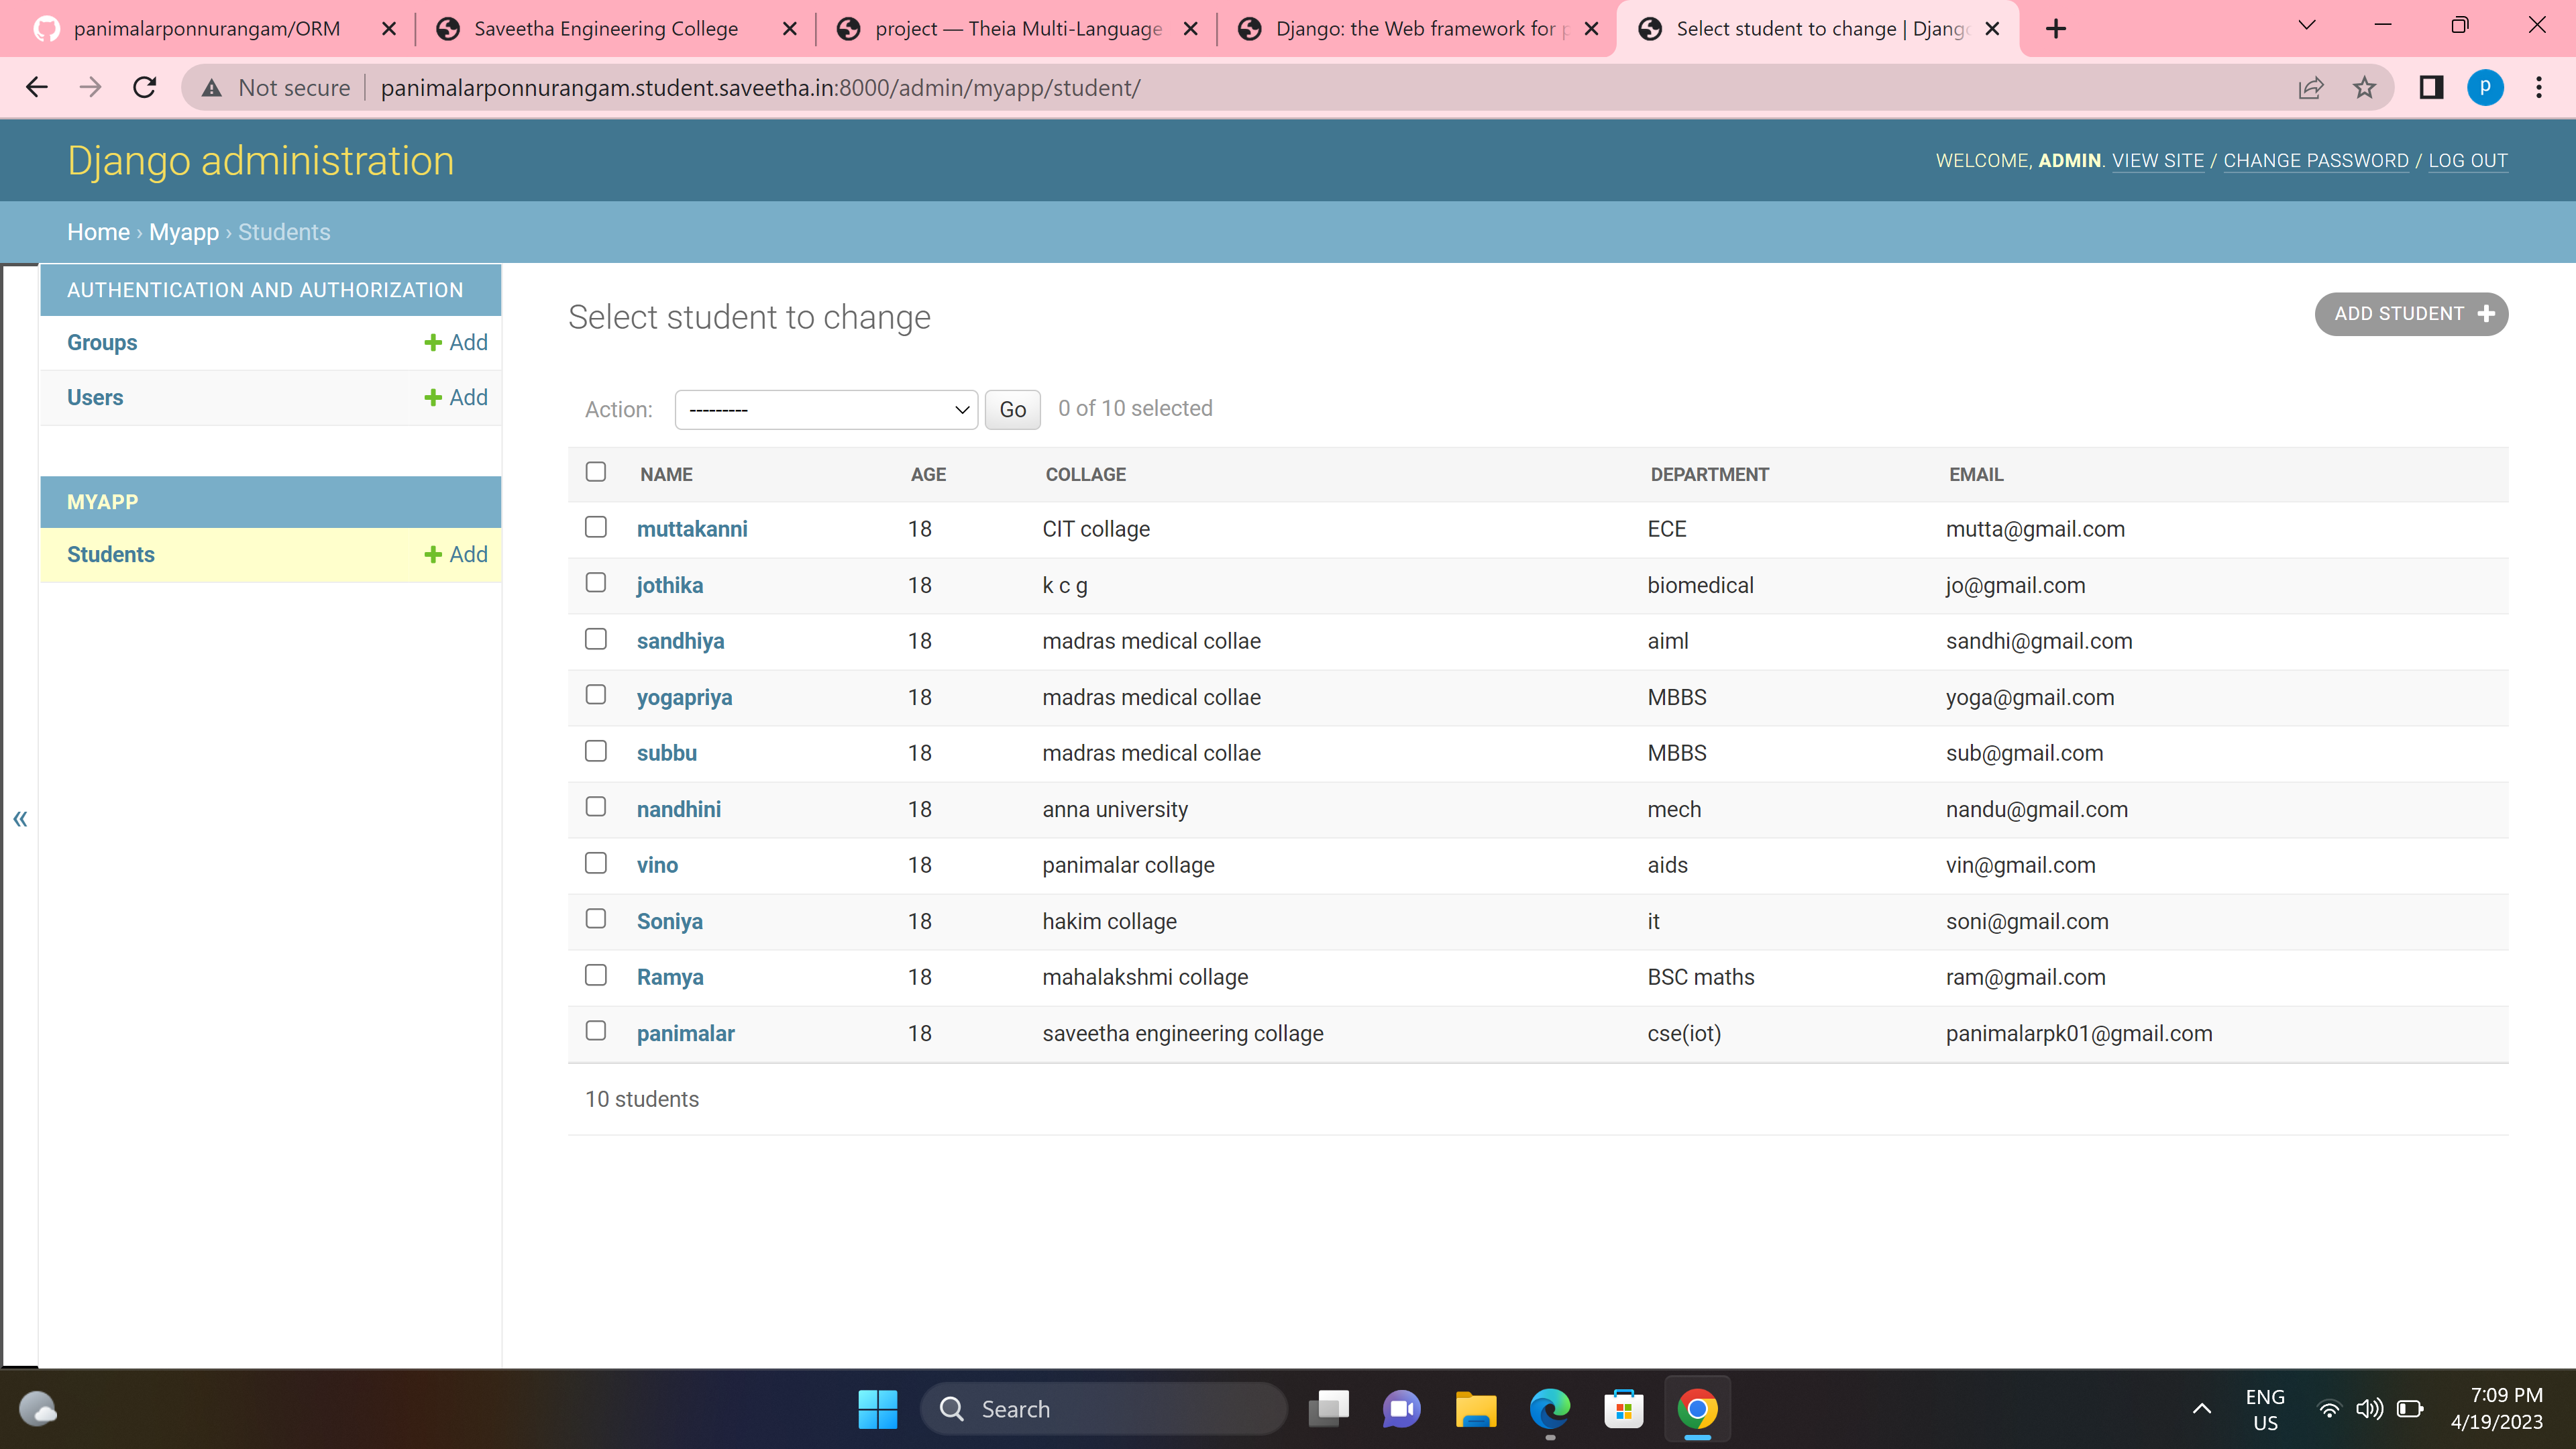 panimalarponnurangam/ORM
Saveetha Engineering College
project — Theia Multi-Language
Django: the Web framework for p
Select student to change | Django
Not secure
panimalarponnurangam.student.saveetha.in:8000/admin/myapp/student/
p
Django administration
WELCOME, ADMIN. VIEW SITE / CHANGE PASSWORD / LOG OUT
Home › Myapp › Students
AUTHENTICATION AND AUTHORIZATION
Groups + Add
Users + Add
MYAPP
Students + Add
«
Select student to change
ADD STUDENT +
Action: --------- Go 0 of 10 selected
NAME AGE COLLAGE DEPARTMENT EMAIL
muttakanni 18 CIT collage ECE mutta@gmail.com
jothika 18 k c g biomedical jo@gmail.com
sandhiya 18 madras medical collae aiml sandhi@gmail.com
yogapriya 18 madras medical collae MBBS yoga@gmail.com
subbu 18 madras medical collae MBBS sub@gmail.com
nandhini 18 anna university mech nandu@gmail.com
vino 18 panimalar collage aids vin@gmail.com
Soniya 18 hakim collage it soni@gmail.com
Ramya 18 mahalakshmi collage BSC maths ram@gmail.com
panimalar 18 saveetha engineering collage cse(iot) panimalarpk01@gmail.com
10 students
Search
ENG
US
7:09 PM
4/19/2023